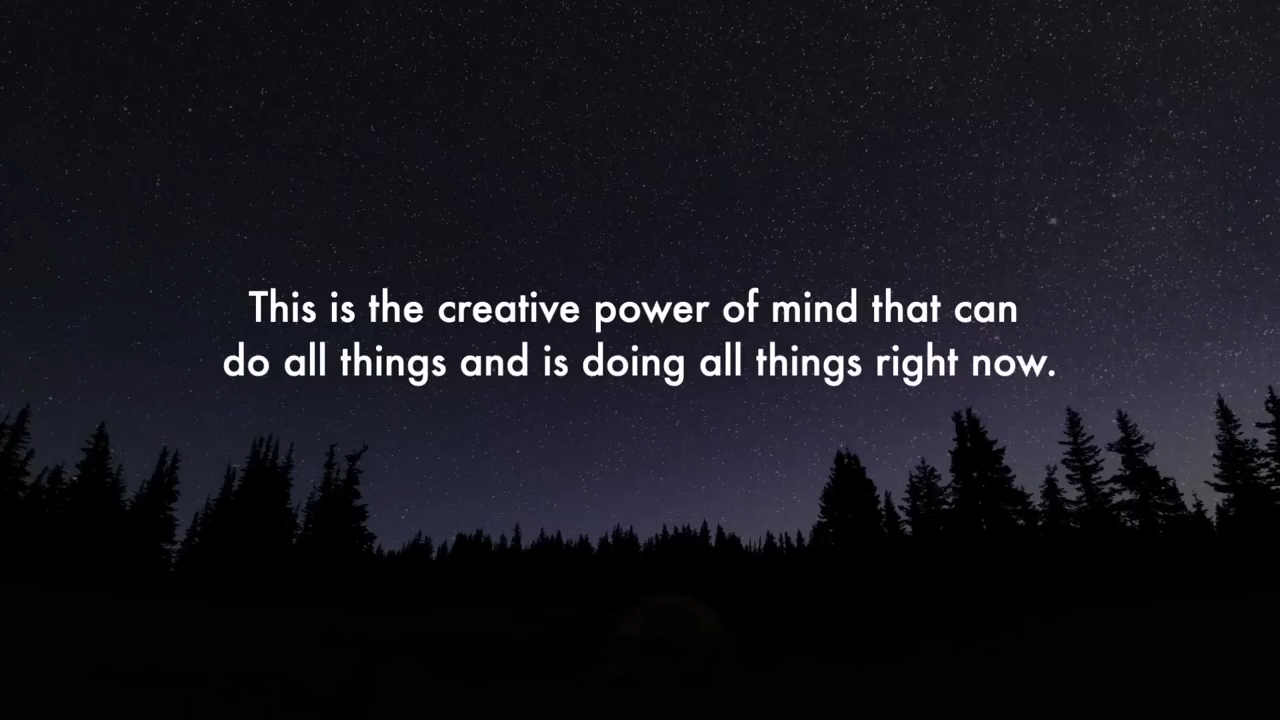 This is the creative power of mind that can
do all things and is doing all things right now.